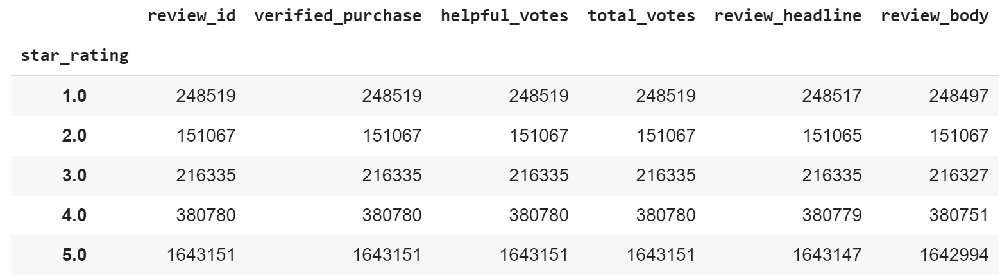 review_id verified_purchase helpful_votes total_votes review_headline review_body
star_rating
1.0 248519 248519 248519 248519 248517 248497
2.0 151067 151067 151067 151067 151065 151067
3.0 216335 216335 216335 216335 216335 216327
4.0 380780 380780 380780 380780 380779 380751
5.0 1643151 1643151 1643151 1643151 1643147 1642994